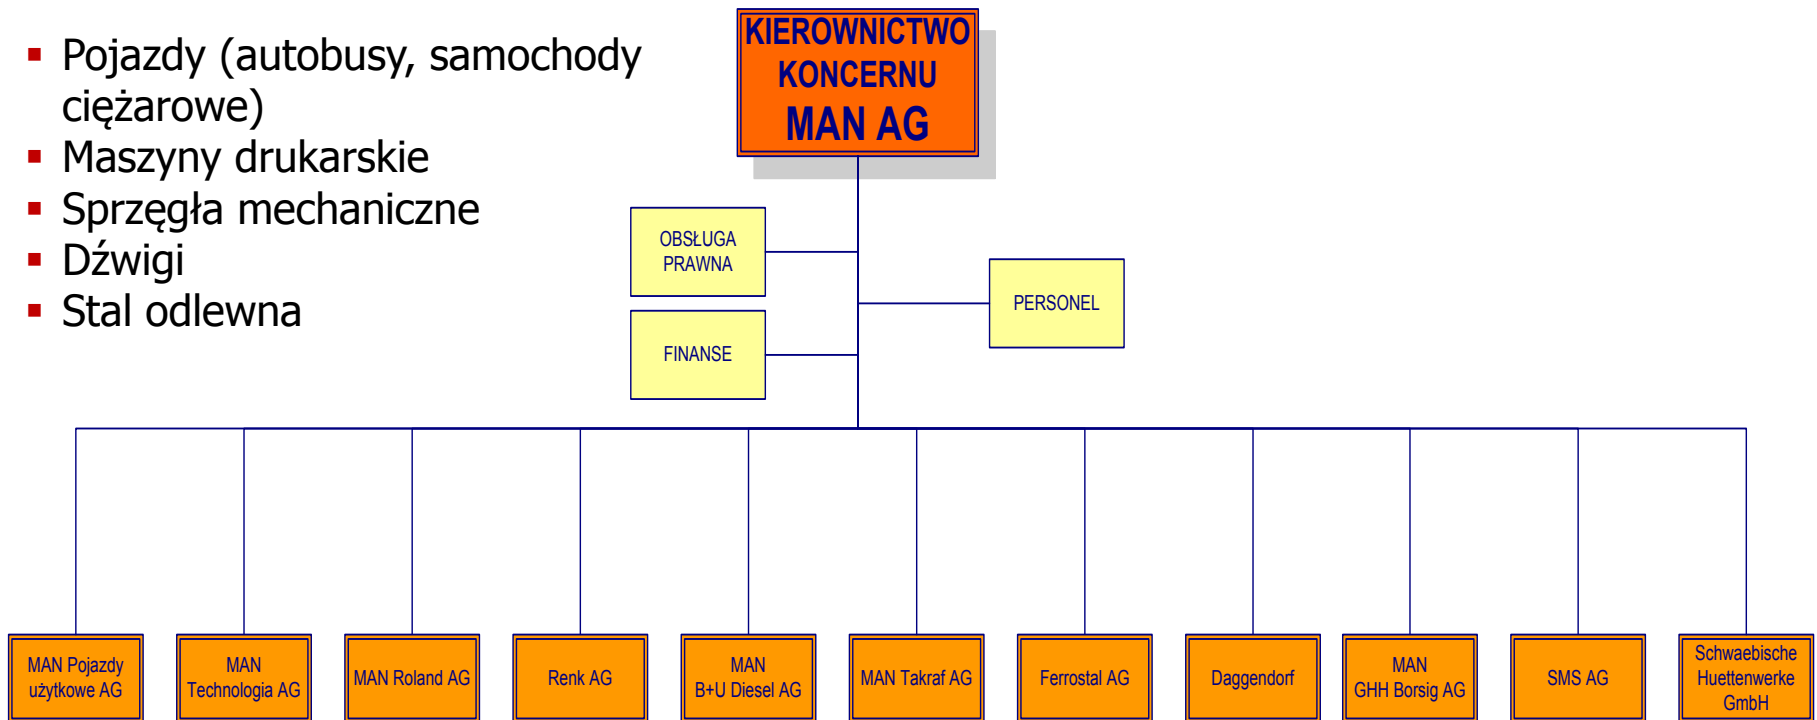 Pojazdy (autobusy, samochody
ciężarowe)
Maszyny drukarskie
Sprzęgła mechaniczne
Dźwigi
Stal odlewna
KIEROWNICTWO
KONCERNU
MAN AG
OBSŁUGA
PRAWNA
PERSONEL
FINANSE
MAN Pojazdy
użytkowe AG
MAN
Technologia AG
MAN Roland AG
Renk AG
MAN
B+U Diesel AG
MAN Takraf AG
Ferrostal AG
Daggendorf
MAN
GHH Borsig AG
SMS AG
Schwaebische
Huettenwerke
GmbH